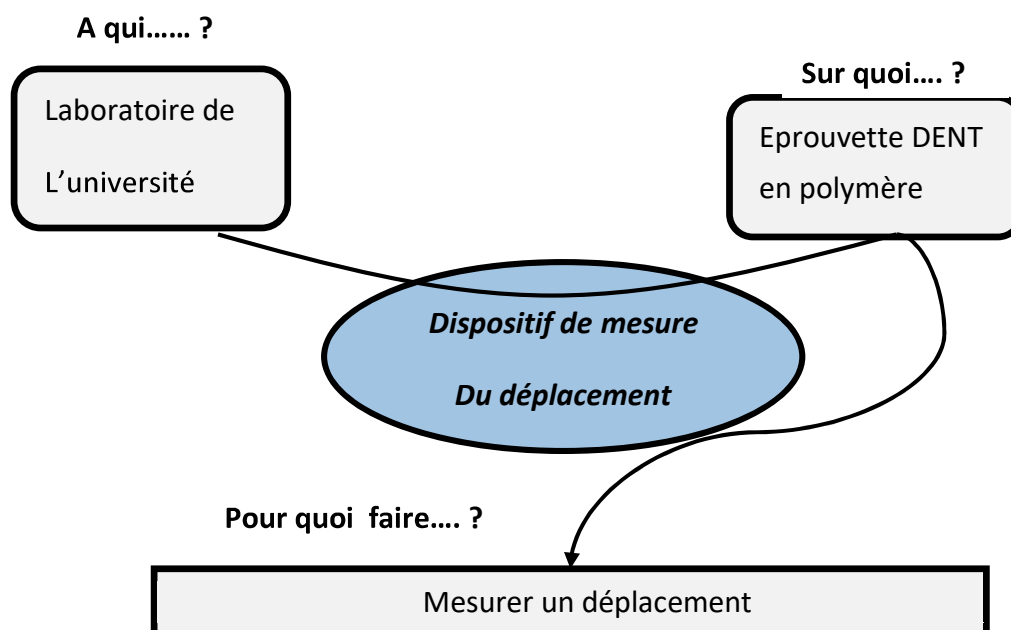 A qui...... ?
Sur quoi.... ?
Laboratoire de
L’université
Eprouvette DENT
en polymère
Dispositif de mesure
Du déplacement
Pour quoi  faire.... ?
Mesurer un déplacement